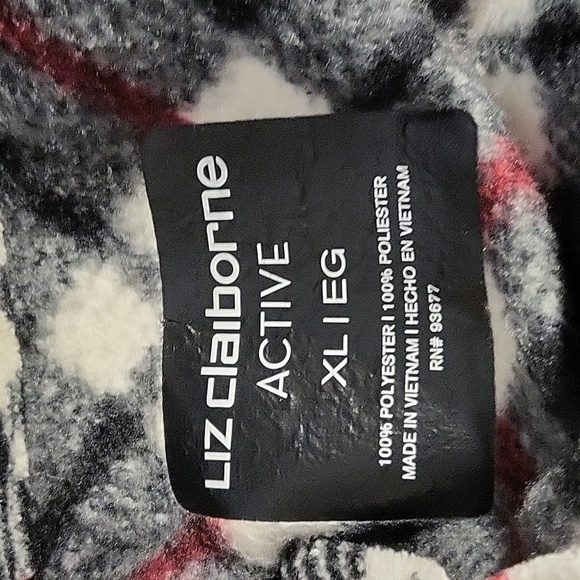 LIZ claiborne
ACTIVE
XL | EG
100% POLYESTER | 100% POLIESTER
MADE IN VIETNAM | HECHO EN VIETNAM
RN# 93677